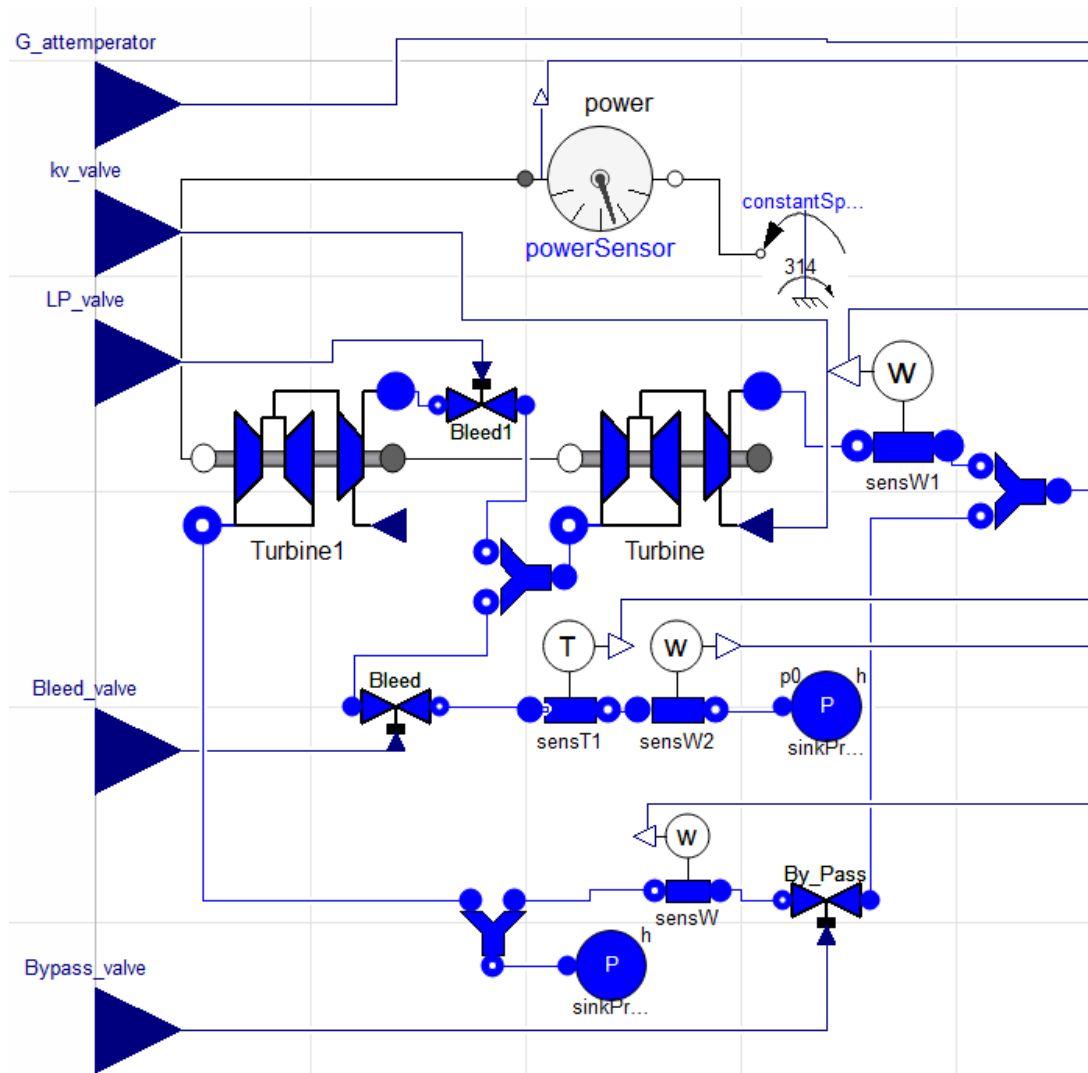 G_attemperator
power
kv_valve
constantSp...
powerSensor
314
LP_valve
W
Bleed1
sensW1
Turbine1
Turbine
T
W
Bleed_valve
Bleed
p0
h
P
sensT1
sensW2
sinkPr...
W
By_Pass
sensW
h
Bypass_valve
P
sinkPr...